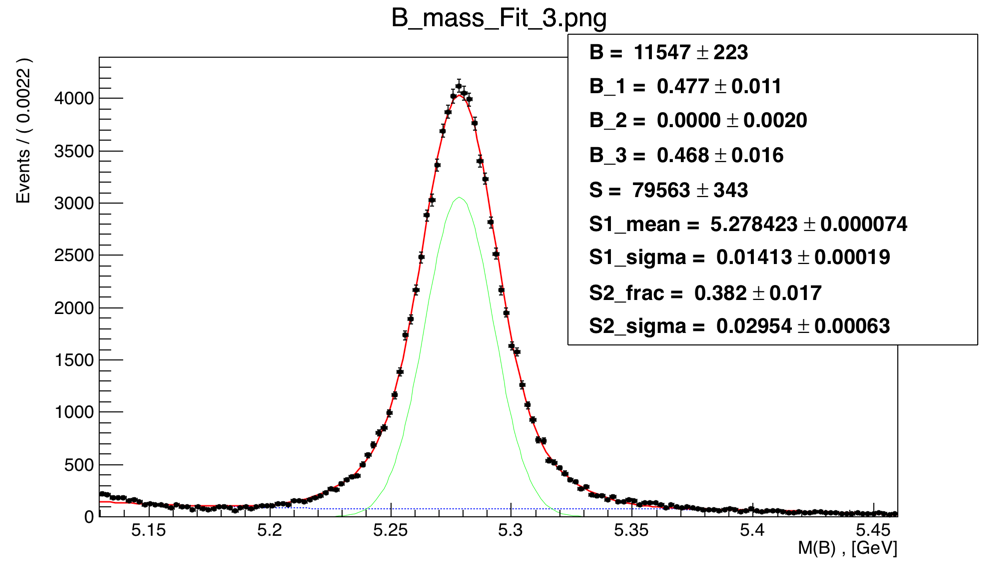 B_mass_Fit_3.png
B = 11547 ± 223
B_1 = 0.477 ± 0.011
B_2 = 0.0000 ± 0.0020
B_3 = 0.468 ± 0.016
S = 79563 ± 343
S1_mean = 5.278423 ± 0.000074
S1_sigma = 0.01413 ± 0.00019
S2_frac = 0.382 ± 0.017
S2_sigma = 0.02954 ± 0.00063
Events / ( 0.0022 )
4000
3500
3000
2500
2000
1500
1000
500
0
5.15 5.2 5.25 5.3 5.35 5.4 5.45
M(B) , [GeV]